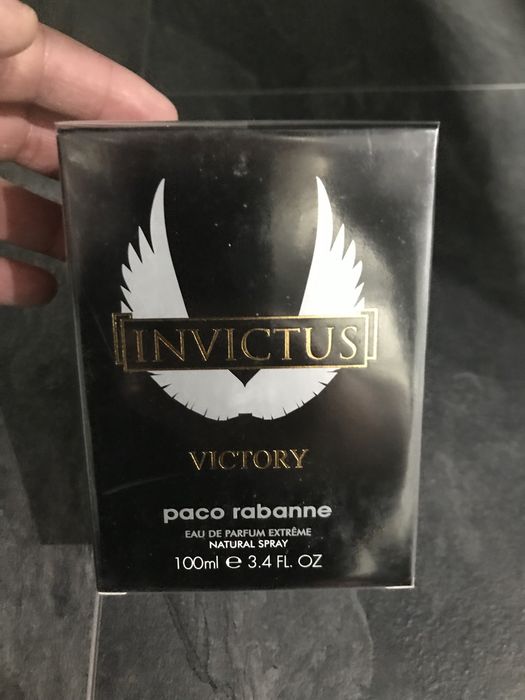 INVICTUS
VICTORY
paco rabanne
EAU DE PARFUM EXTRÊME
NATURAL SPRAY
100ml ℮ 3.4 FL. OZ